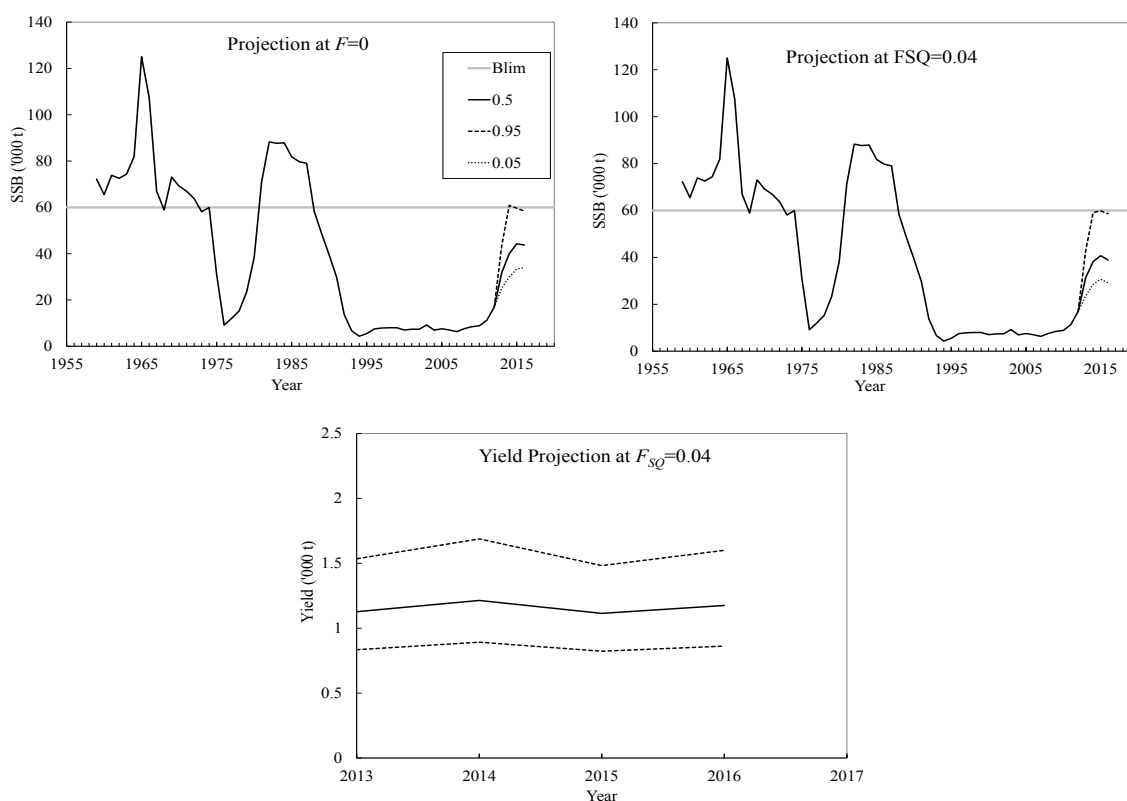 Projection at F=0
140
120
100
80
60
40
20
0
SSB ('000 t)
Blim
0.5
0.95
0.05
1955 1965 1975 1985 1995 2005 2015
Year
Projection at FSQ=0.04
140
120
100
80
60
40
20
0
SSB ('000 t)
1955 1965 1975 1985 1995 2005 2015
Year
Yield Projection at FSQ=0.04
2.5
2
1.5
1
0.5
0
Yield ('000 t)
2013 2014 2015 2016 2017
Year